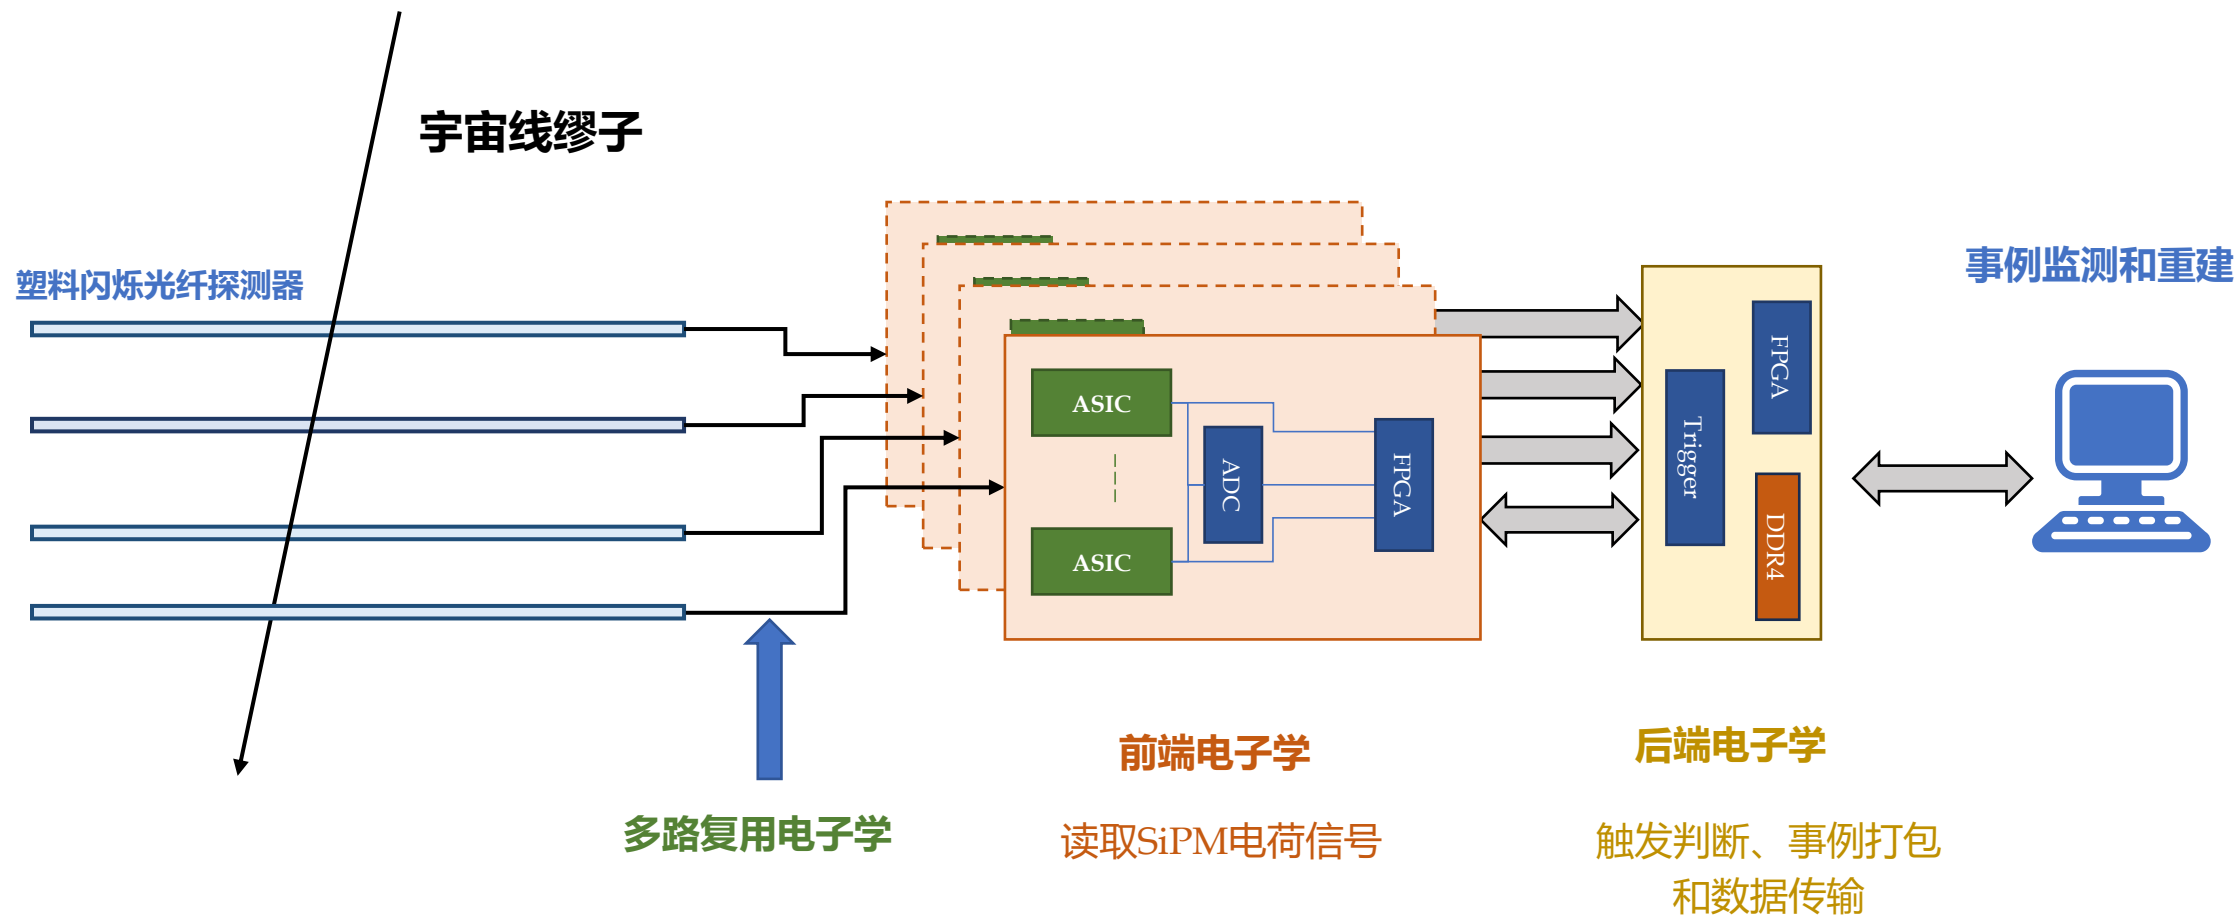 宇宙线缪子
塑料闪烁光纤探测器
事例监测和重建
ASIC
ASIC
ADC
FPGA
Trigger
FPGA
DDR4
前端电子学
后端电子学
多路复用电子学
读取SiPM电荷信号
触发判断、事例打包
和数据传输